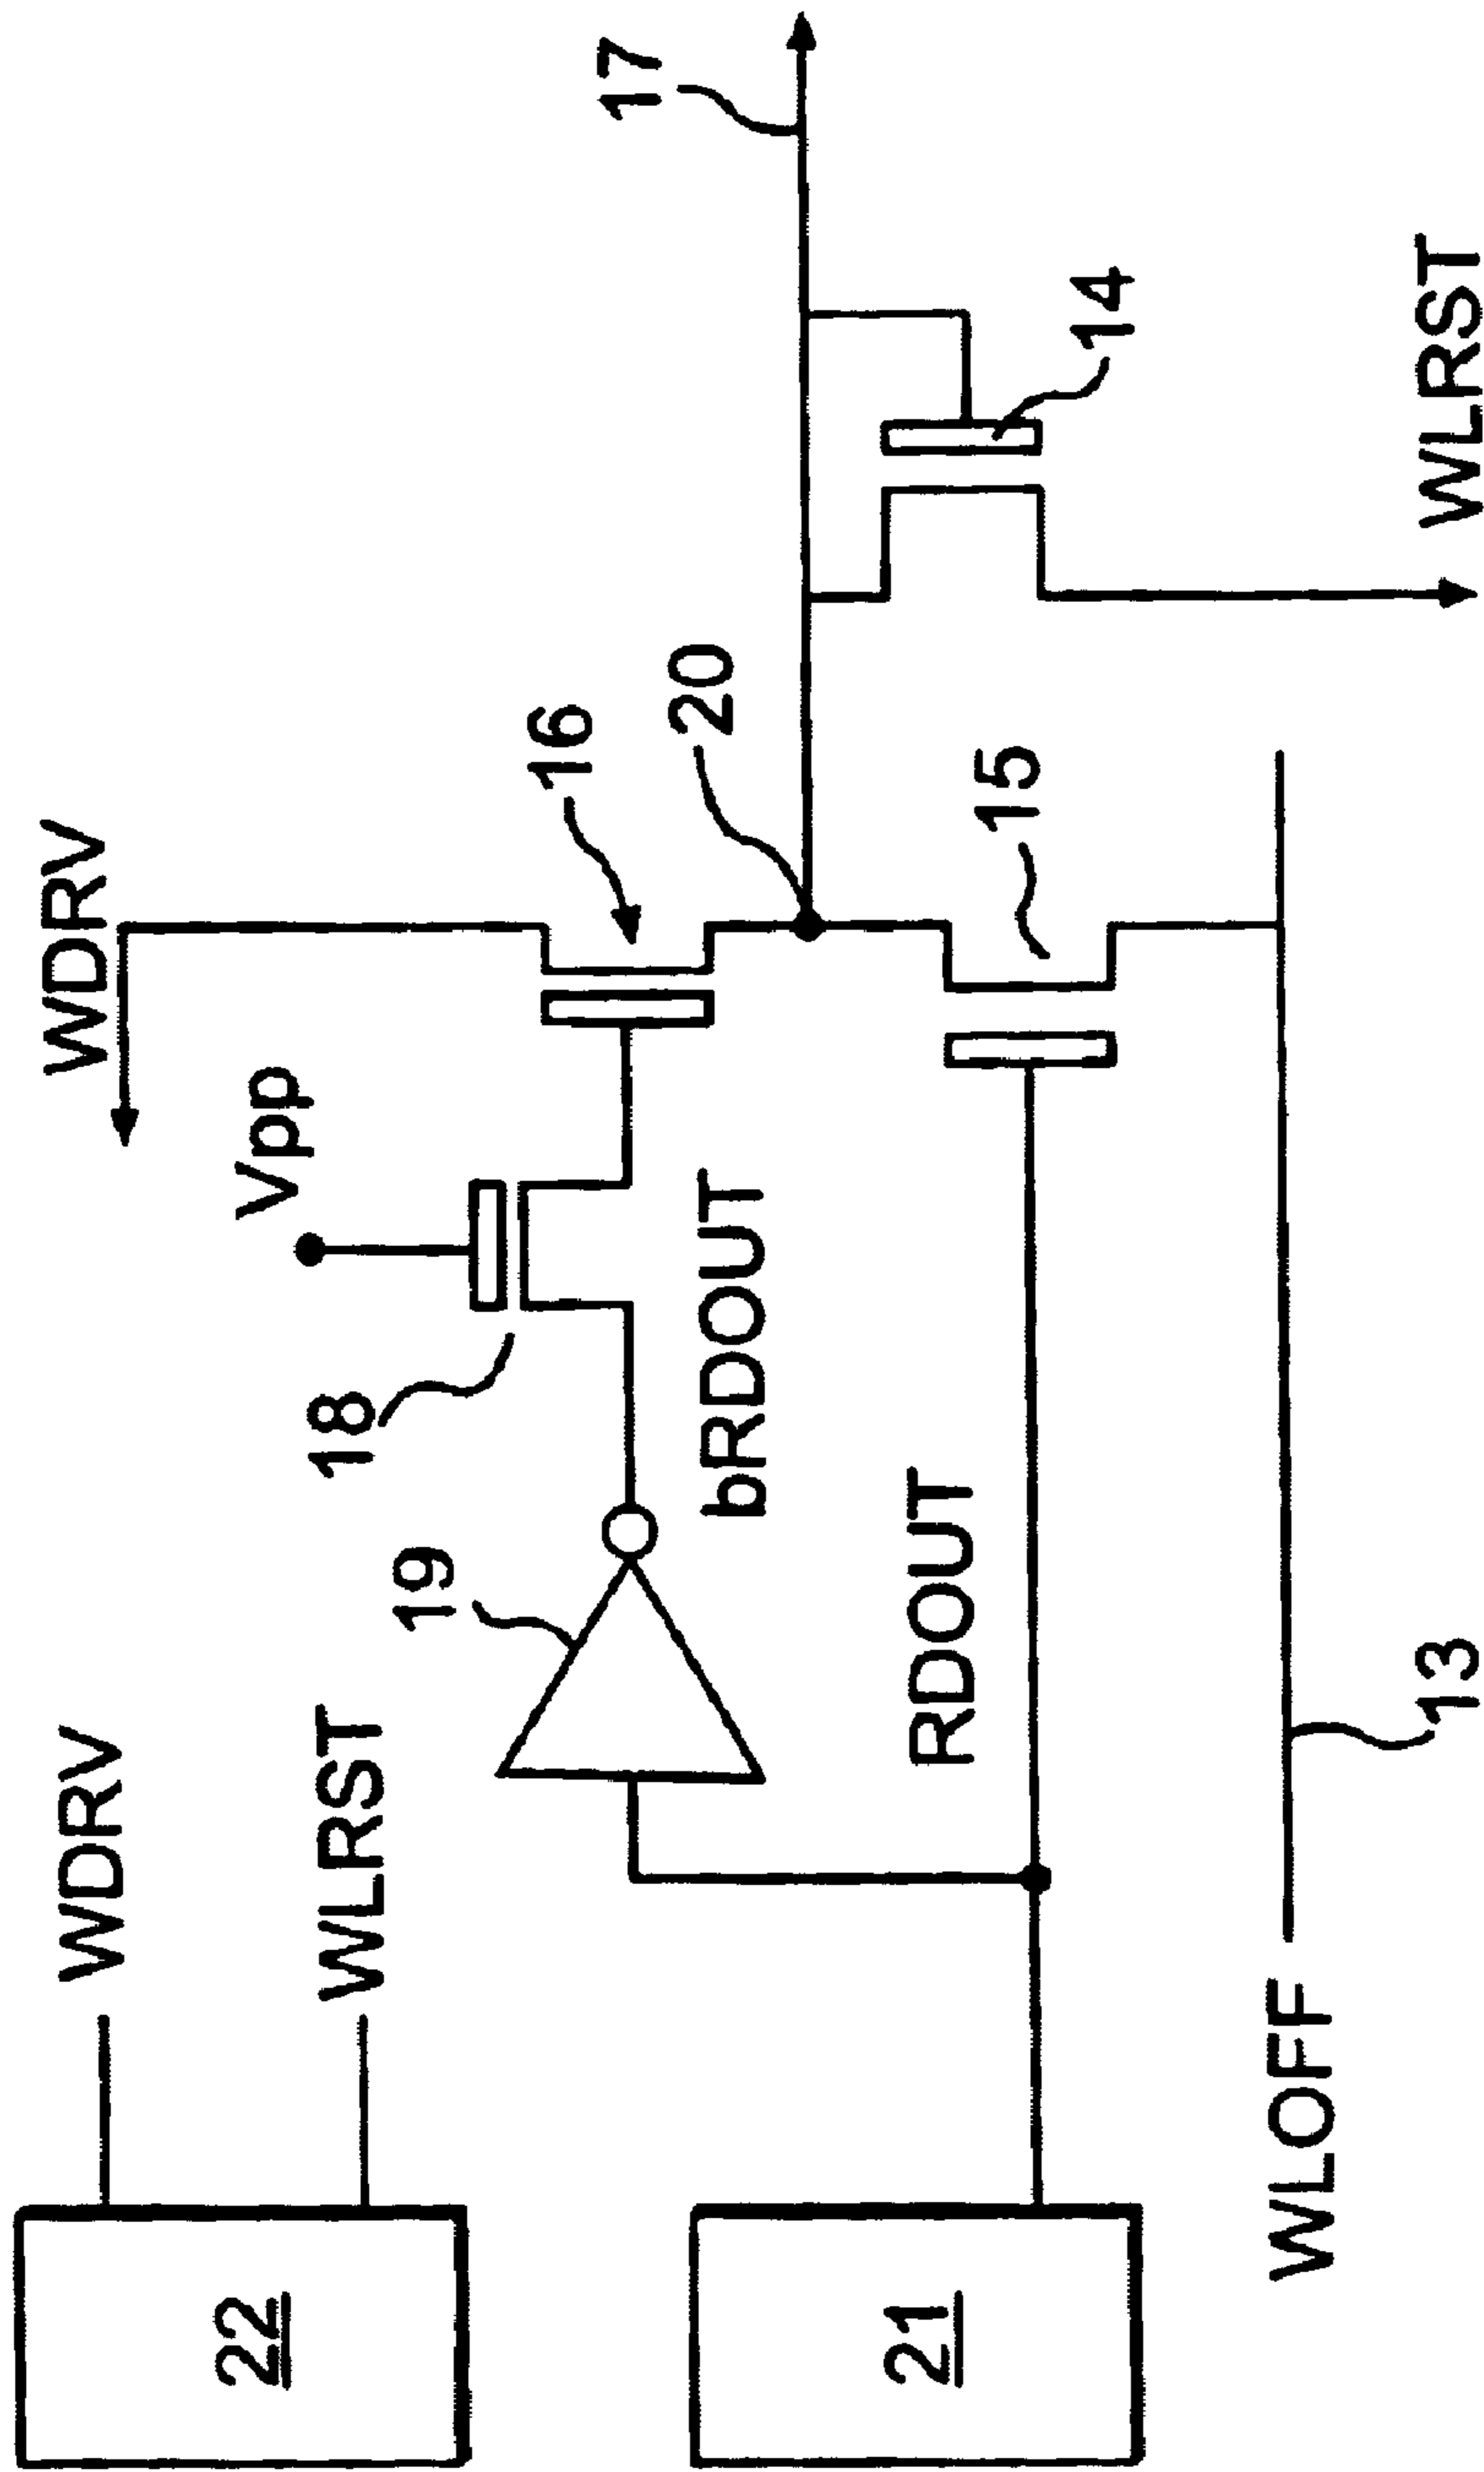 WDRV
WLRST
22
21
19
18
Vpp
WDRV
16
20
17
bRDOUT
RDOUT
15
14
WLRST
WLOFF
13